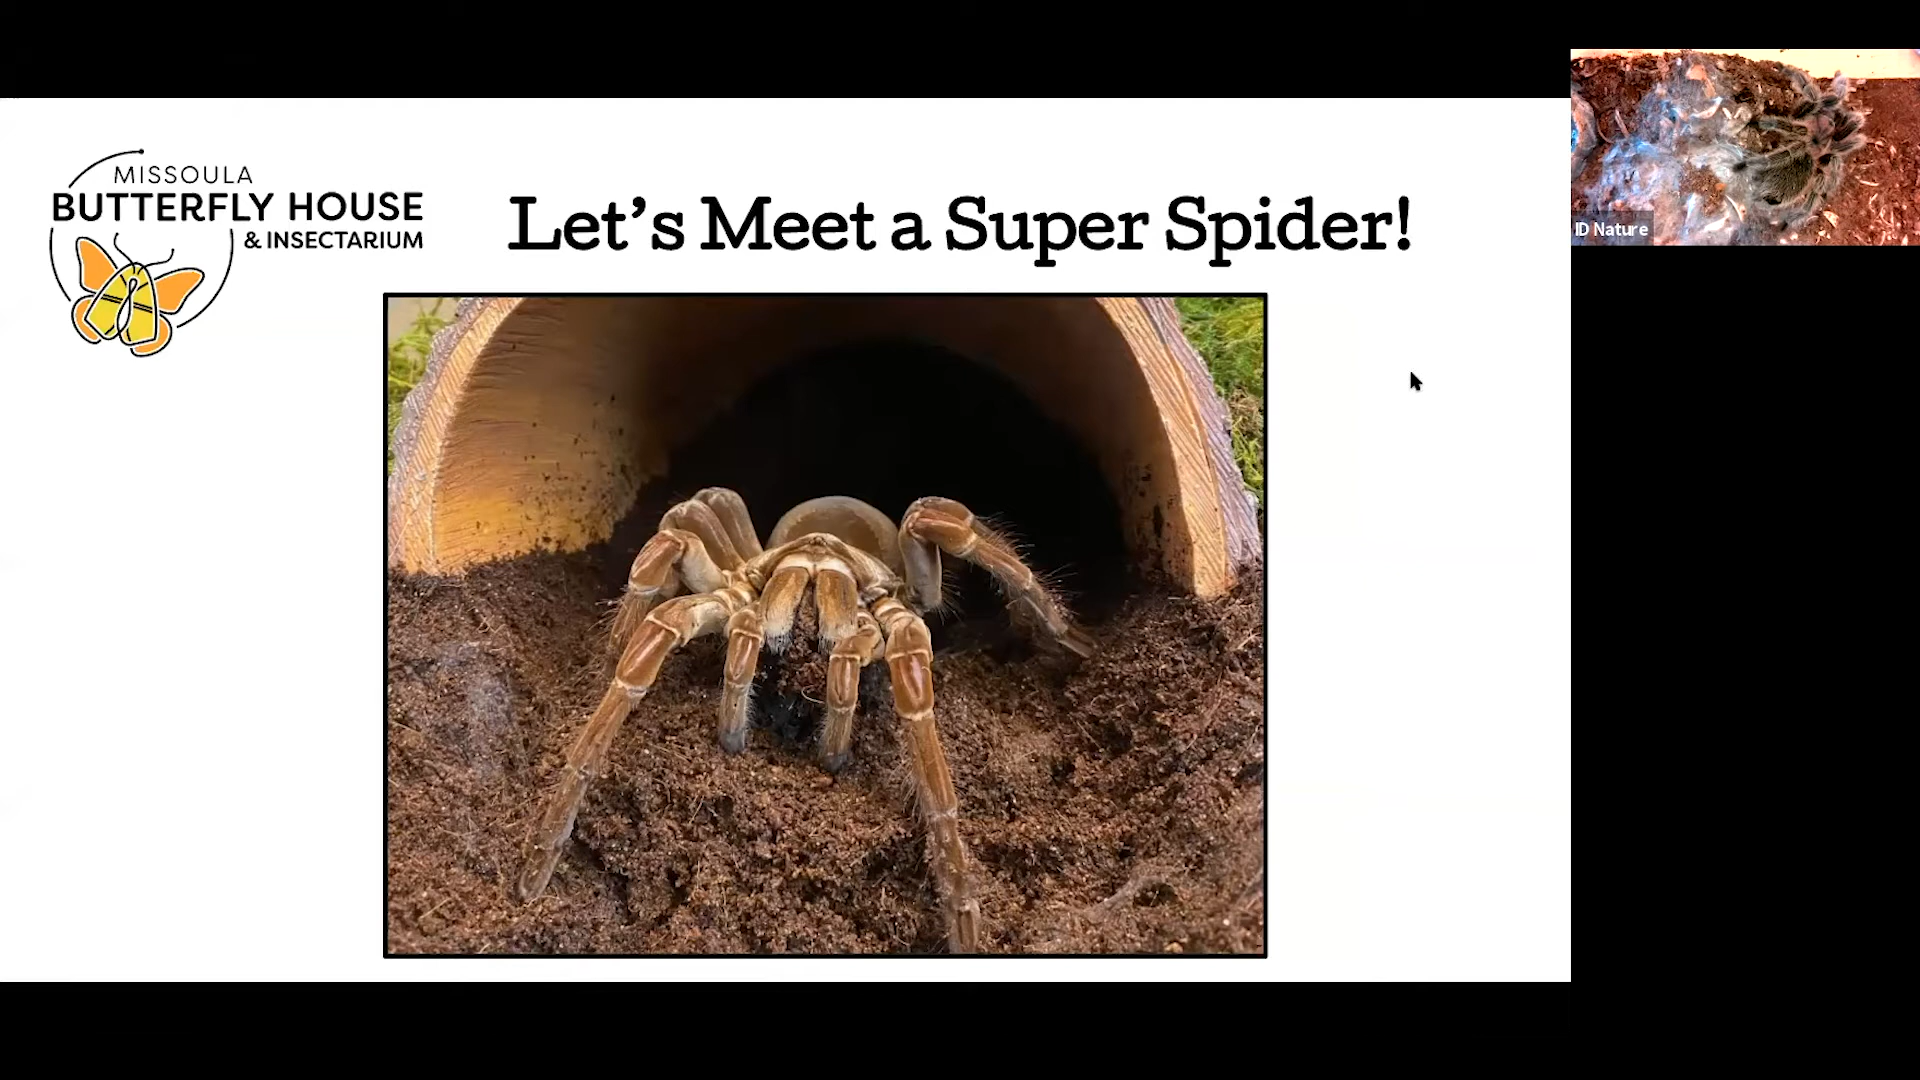 MISSOULA
BUTTERFLY HOUSE
& INSECTARIUM
Let's Meet a Super Spider!
ID Nature